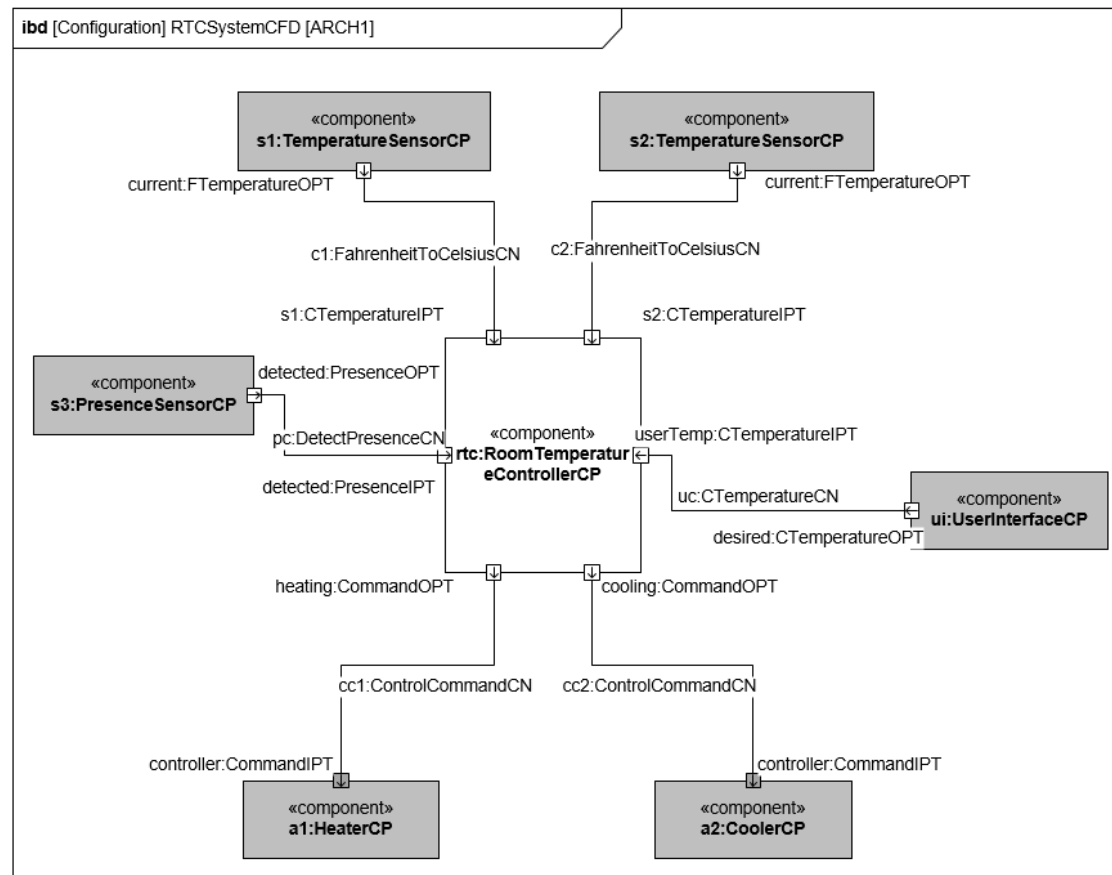 ibd [Configuration] RTCSystemCFD [ARCH1]
«component»
s1:TemperatureSensorCP
«component»
s2:TemperatureSensorCP
current:FTemperatureOPT
current:FTemperatureOPT
c1:FahrenheitToCelsiusCN
c2:FahrenheitToCelsiusCN
s1:CTemperatureIPT
s2:CTemperatureIPT
«component»
s3:PresenceSensorCP
detected:PresenceOPT
pc:DetectPresenceCN
detected:PresenceIPT
«component»
rtc:RoomTemperatur
eControllerCP
userTemp:CTemperatureIPT
uc:CTemperatureCN
«component»
ui:UserInterfaceCP
desired:CTemperatureOPT
heating:CommandOPT
cooling:CommandOPT
cc1:ControlCommandCN
cc2:ControlCommandCN
controller:CommandIPT
controller:CommandIPT
«component»
a1:HeaterCP
«component»
a2:CoolerCP